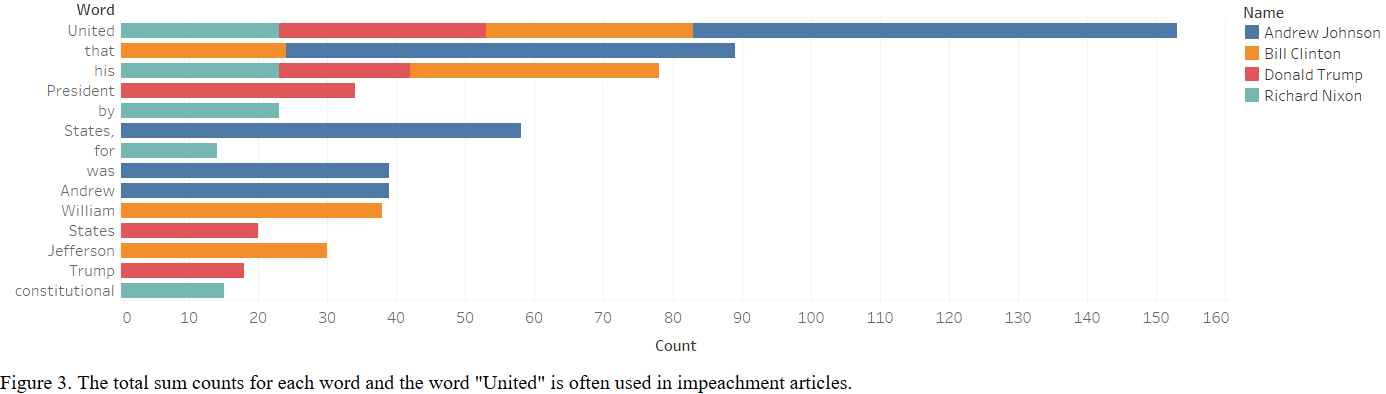 Word
United
that
his
President
by
States,
for
was
Andrew
William
States
Jefferson
Trump
constitutional
0 10 20 30 40 50 60 70 80 90 100 110 120 130 140 150 160
Count
Name
Andrew Johnson
Bill Clinton
Donald Trump
Richard Nixon
Figure 3. The total sum counts for each word and the word "United" is often used in impeachment articles.